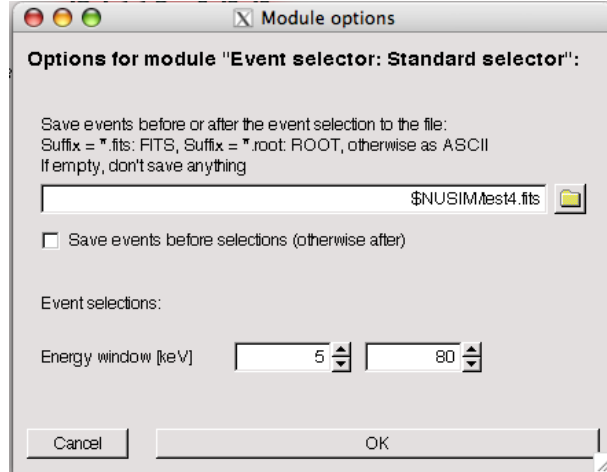 X Module options
Options for module "Event selector: Standard selector":
Save events before or after the event selection to the file:
Suffix = *.fits: FITS, Suffix = *.root: ROOT, otherwise as ASCII
If empty, don't save anything
$NUSIM/test4.fits
Save events before selections (otherwise after)
Event selections:
Energy window [keV] 5 80
Cancel OK